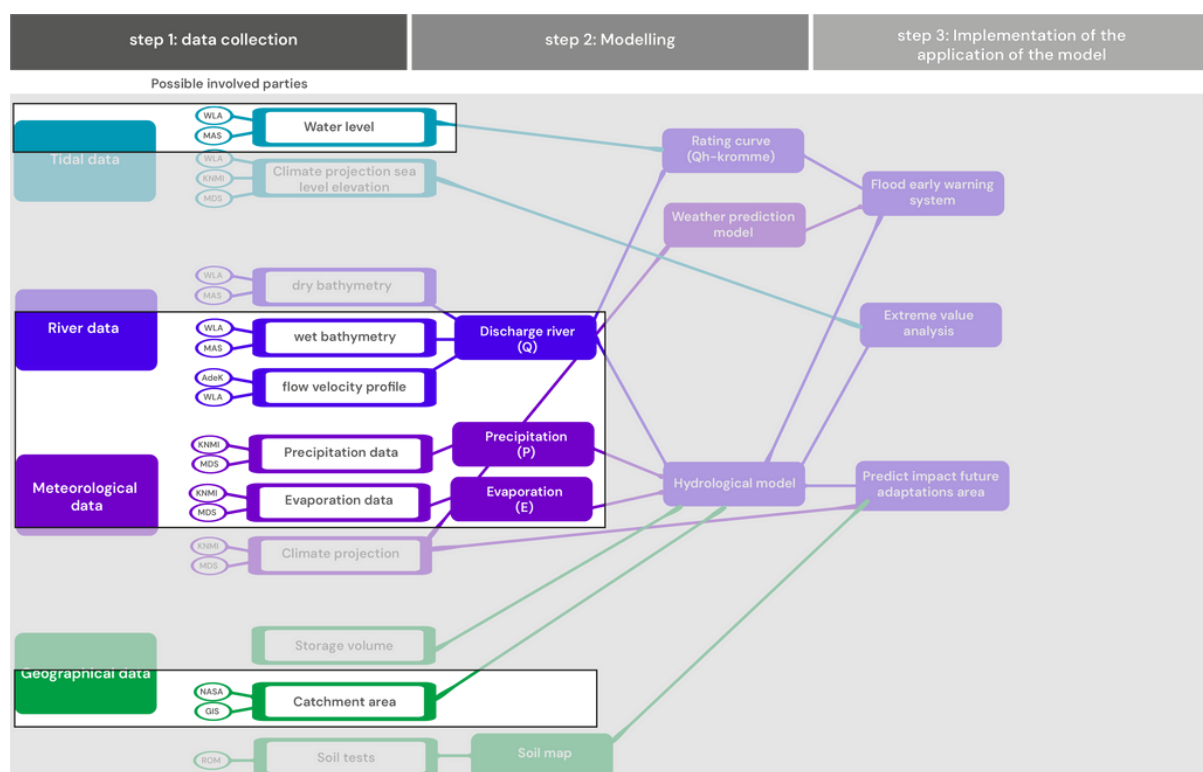 step 1: data collection
step 2: Modelling
step 3: Implementation of the
application of the model
Possible involved parties
Tidal data
WLA
MAS
Water level
WLA
KNMI
MDS
Climate projection sea
level elevation
Rating curve
(Qh-kromme)
Weather prediction
model
Flood early warning
system
River data
WLA
MAS
dry bathymetry
WLA
MAS
wet bathymetry
AdeK
WLA
flow velocity profile
Discharge river
(Q)
Extreme value
analysis
Meteorological
data
KNMI
MDS
Precipitation data
Precipitation
(P)
KNMI
MDS
Evaporation data
Evaporation
(E)
KNMI
MDS
Climate projection
Hydrological model
Predict impact future
adaptations area
Geographical data
Storage volume
NASA
GIS
Catchment area
ROM
Soil tests
Soil map